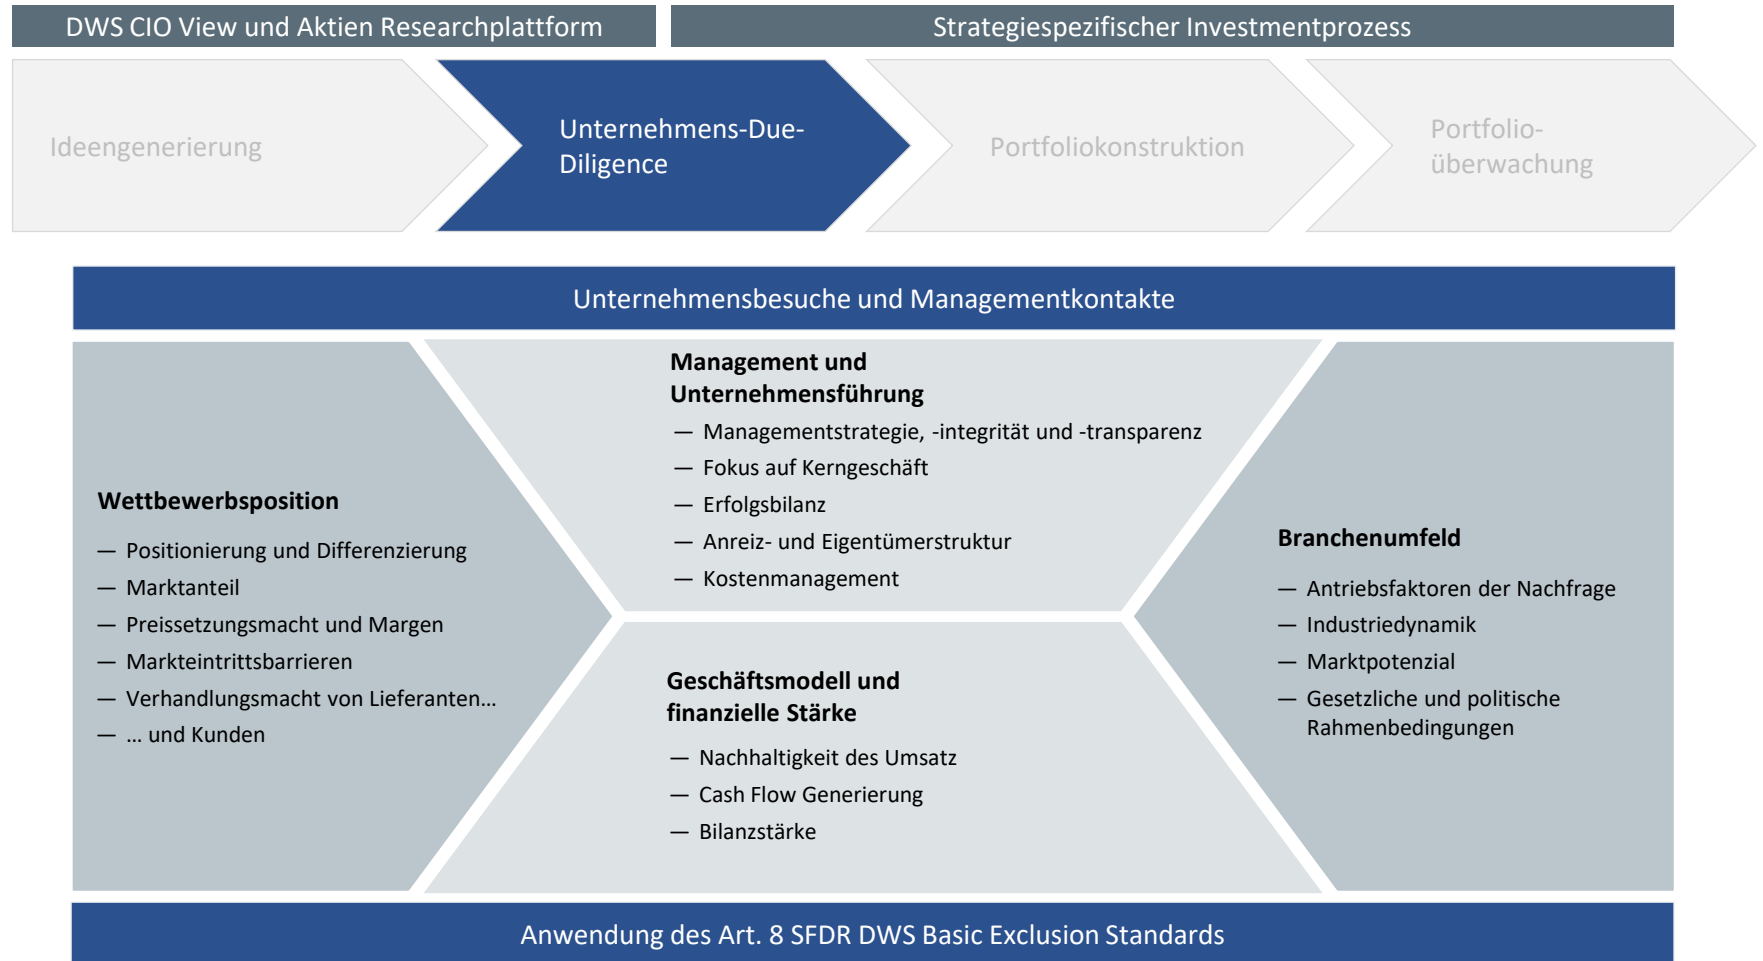 DWS CIO View und Aktien Researchplattform
Strategiespezifischer Investmentprozess
Ideengenerierung
Unternehmens-Due-
Diligence
Portfoliokonstruktion
Portfolio-
überwachung
Unternehmensbesuche und Managementkontakte
Wettbewerbsposition
— Positionierung und Differenzierung
— Marktanteil
— Preissetzungsmacht und Margen
— Markteintrittsbarrieren
— Verhandlungsmacht von Lieferanten…
— … und Kunden
Management und
Unternehmensführung
— Managementstrategie, -integrität und -transparenz
— Fokus auf Kerngeschäft
— Erfolgsbilanz
— Anreiz- und Eigentümerstruktur
— Kostenmanagement
Geschäftsmodell und
finanzielle Stärke
— Nachhaltigkeit des Umsatz
— Cash Flow Generierung
— Bilanzstärke
Branchenumfeld
— Antriebsfaktoren der Nachfrage
— Industriedynamik
— Marktpotenzial
— Gesetzliche und politische
Rahmenbedingungen
Anwendung des Art. 8 SFDR DWS Basic Exclusion Standards